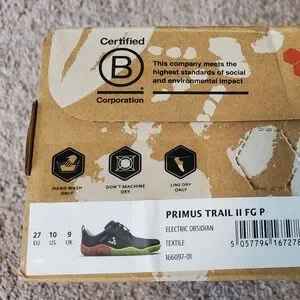 Certified
B
Corporation
This company meets the
highest standards of social
and environmental impact
HAND WASH
ONLY
DON'T MACHINE
DRY
LINE DRY
ONLY
27 10 9
EU US UK
PRIMUS TRAIL II FG P
ELECTRIC OBSIDIAN
TEXTILE
166097-01
5 057794 167278